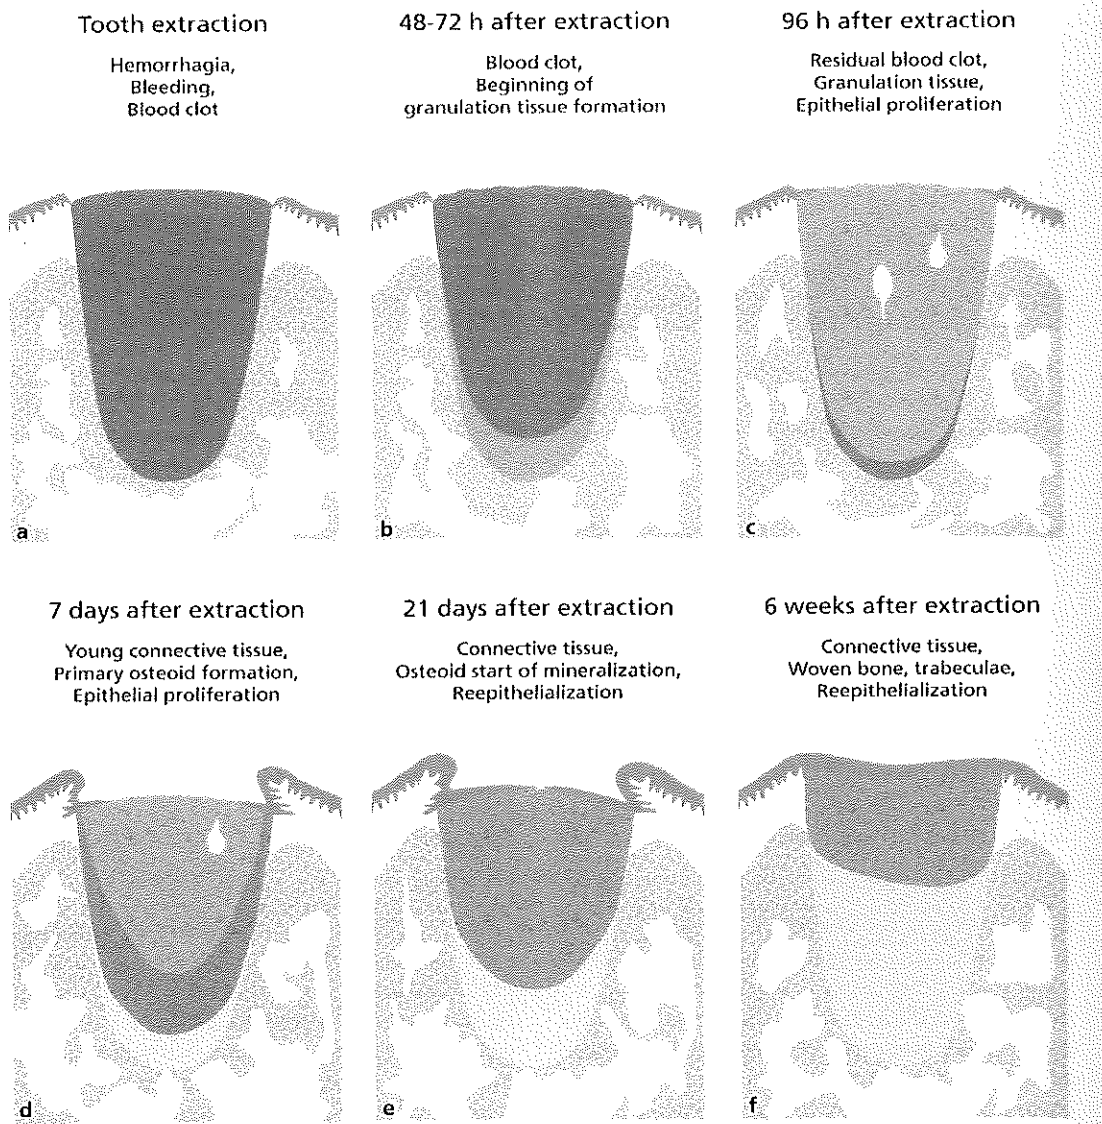 Tooth extraction
Hemorrhagia,
Bleeding,
Blood clot
48-72 h after extraction
Blood clot,
Beginning of
granulation tissue formation
96 h after extraction
Residual blood clot,
Granulation tissue,
Epithelial proliferation
a
b
c
7 days after extraction
Young connective tissue,
Primary osteoid formation,
Epithelial proliferation
21 days after extraction
Connective tissue,
Osteoid start of mineralization,
Reepithelialization
6 weeks after extraction
Connective tissue,
Woven bone, trabeculae,
Reepithelialization
d
e
f